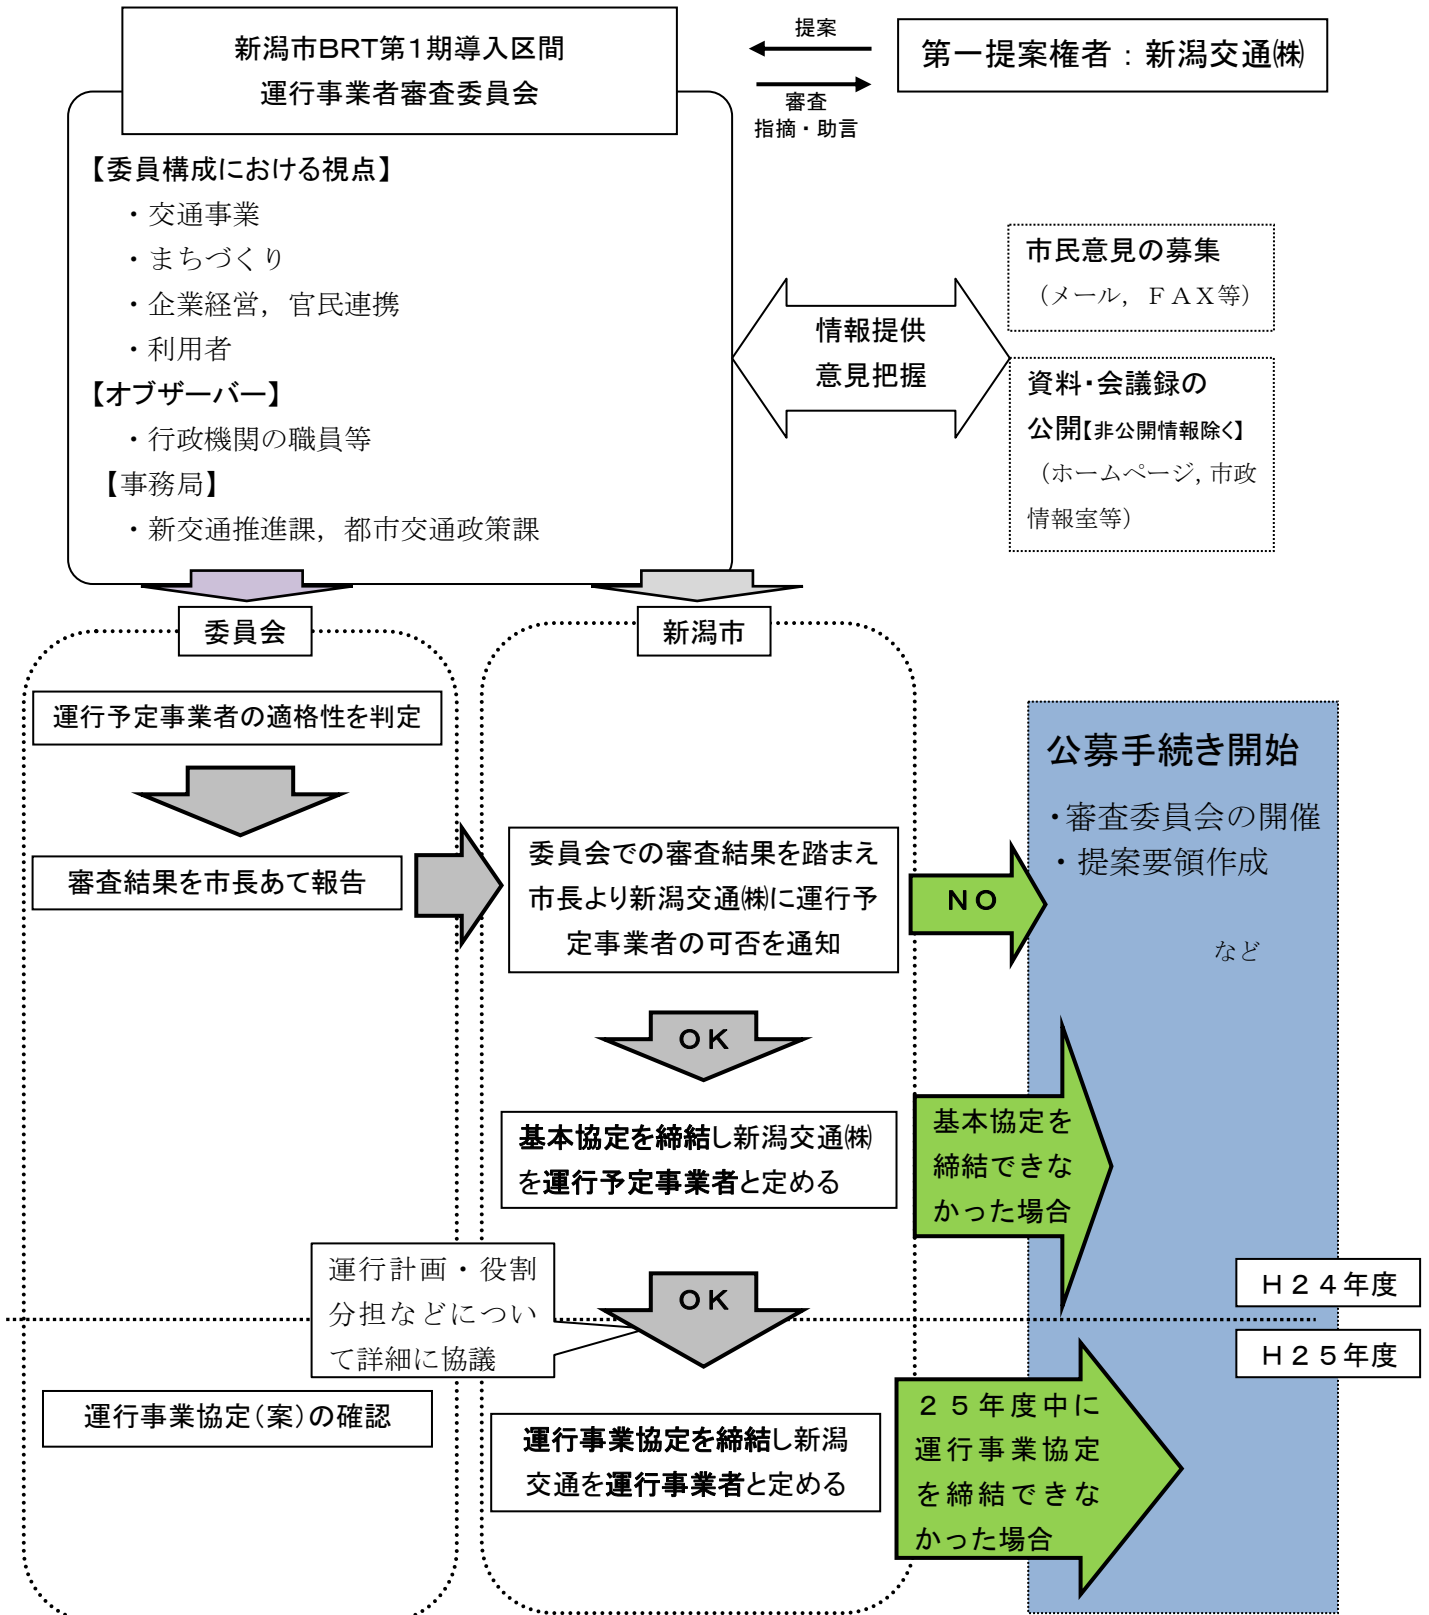 新潟市BRT第1期導入区間
運行事業者審査委員会
提案
審査
指摘・助言
第一提案権者：新潟交通㈱
【委員構成における視点】
・交通事業
・まちづくり
・企業経営，官民連携
・利用者
【オブザーバー】
・行政機関の職員等
【事務局】
・新交通推進課，都市交通政策課
情報提供
意見把握
市民意見の募集
（メール，ＦＡＸ等）
資料・会議録の
公開【非公開情報除く】
（ホームページ，市政
情報室等）
委員会
新潟市
運行予定事業者の適格性を判定
審査結果を市長あて報告
委員会での審査結果を踏まえ
市長より新潟交通㈱に運行予
定事業者の可否を通知
ＮＯ
公募手続き開始
・審査委員会の開催
・提案要領作成
など
ＯＫ
基本協定を締結し新潟交通㈱
を運行予定事業者と定める
基本協定を
締結できな
かった場合
運行計画・役割
分担などについ
て詳細に協議
ＯＫ
Ｈ２４年度
Ｈ２５年度
運行事業協定（案）の確認
運行事業協定を締結し新潟
交通を運行事業者と定める
２５年度中に
運行事業協定
を締結できな
かった場合